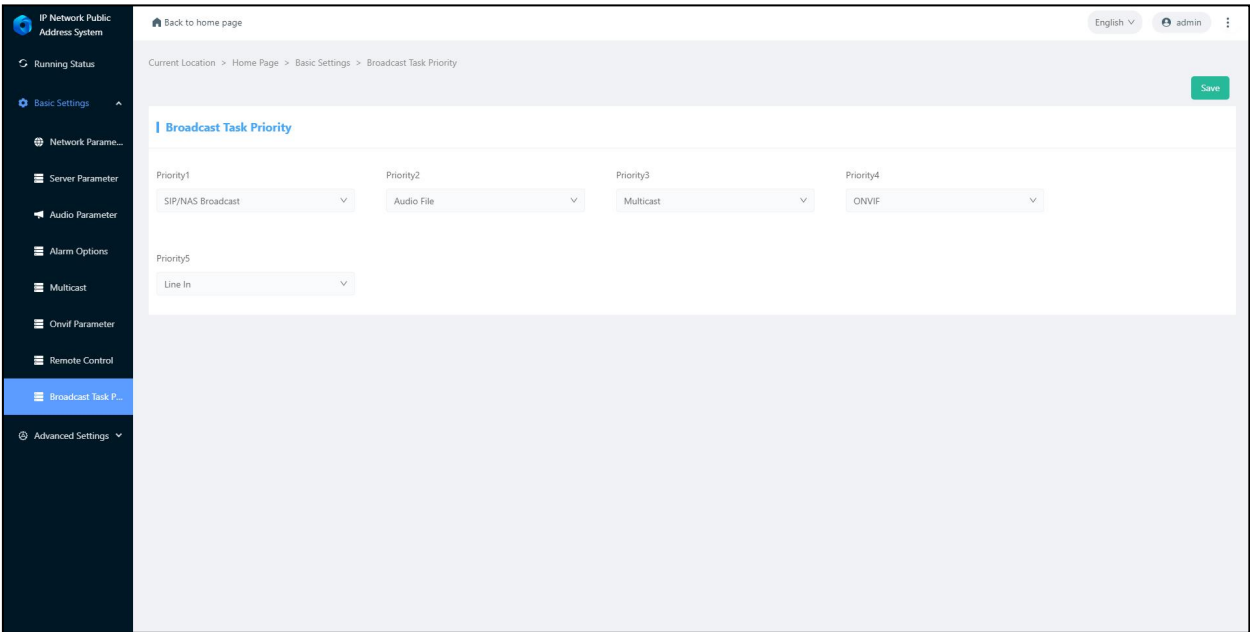 IP Network Public
Address System
Back to home page
English
admin
Running Status
Current Location > Home Page > Basic Settings > Broadcast Task Priority
Save
Basic Settings
Broadcast Task Priority
Network Parame...
Priority1
Priority2
Priority3
Priority4
Server Parameter
SIP/NAS Broadcast
Audio File
Multicast
ONVIF
Audio Parameter
Alarm Options
Priority5
Line In
Multicast
Onvif Parameter
Remote Control
Broadcast Task P...
Advanced Settings